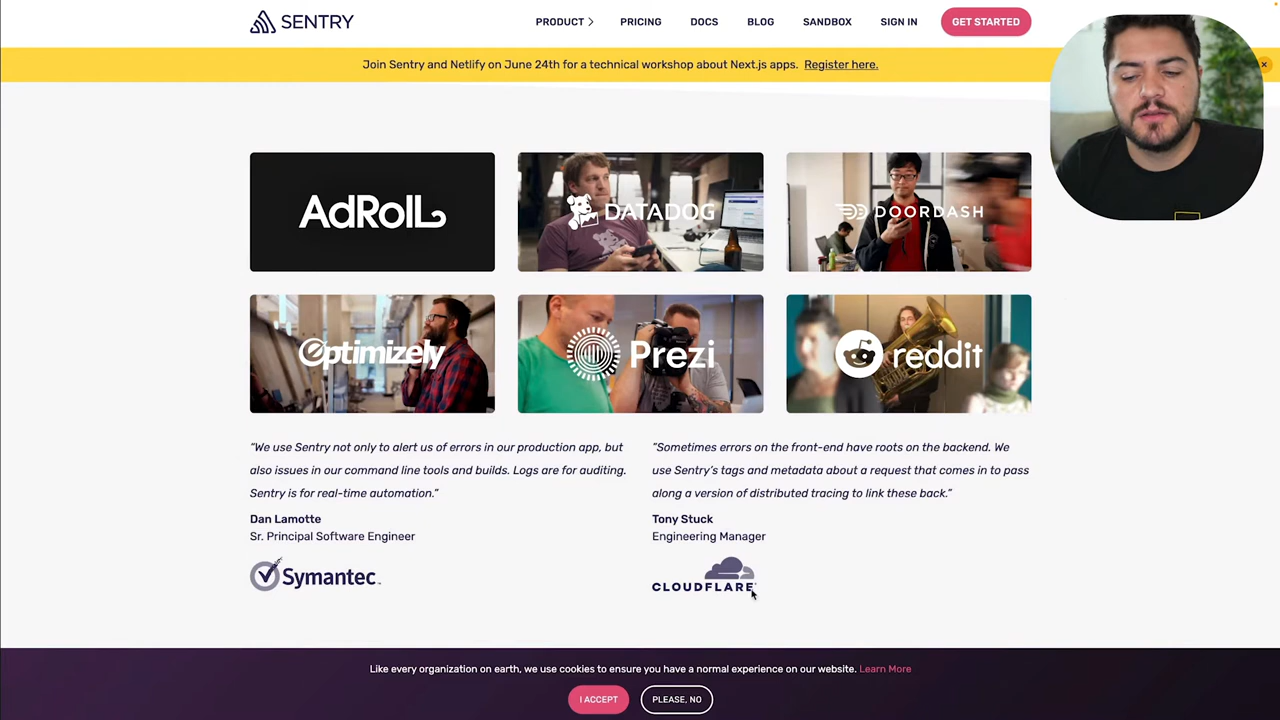 SENTRY
PRODUCT
PRICING
DOCS
BLOG
SANDBOX
SIGN IN
GET STARTED
Join Sentry and Netlify on June 24th for a technical workshop about Next.js apps. Register here.
AdRoll
DATADOG
DOORDASH
Optimizely
Prezi
reddit
"We use Sentry not only to alert us of errors in our production app, but
also issues in our command line tools and builds. Logs are for auditing.
Sentry is for real-time automation."
Dan Lamotte
Sr. Principal Software Engineer
Symantec™
"Sometimes errors on the front-end have roots on the backend. We
use Sentry's tags and metadata about a request that comes in to pass
along a version of distributed tracing to link these back."
Tony Stuck
Engineering Manager
CLOUDFLARE
Like every organization on earth, we use cookies to ensure you have a normal experience on our website. Learn More
I ACCEPT
PLEASE, NO